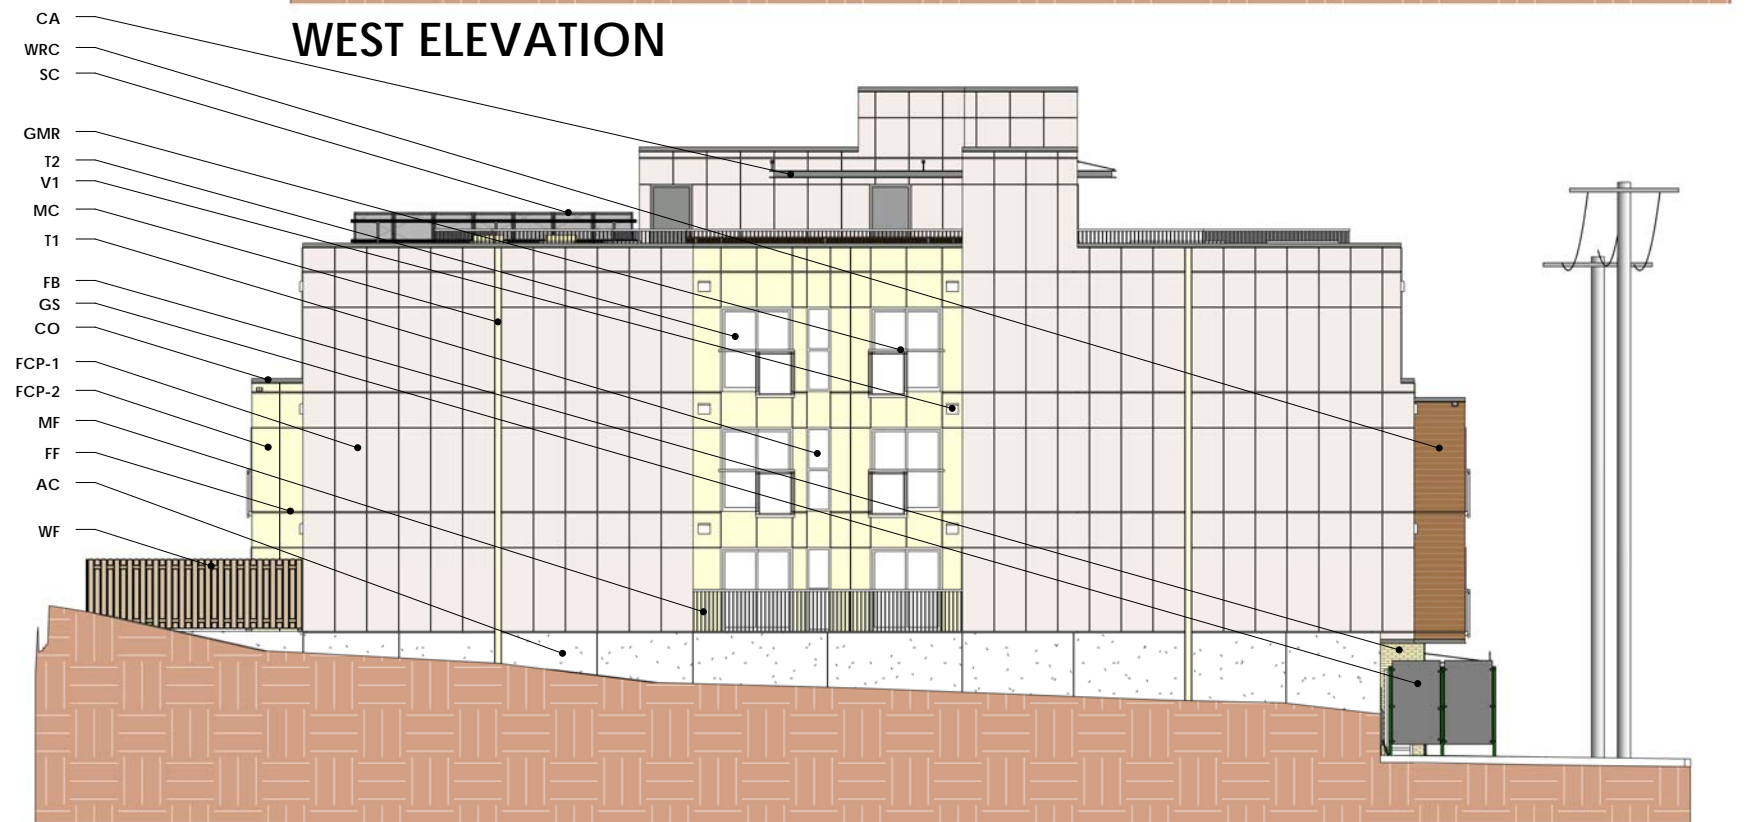 CA
WEST ELEVATION
WRC
SC
GMR
T2
V1
MC
T1
FB
GS
CO
FCP-1
FCP-2
MF
FF
AC
WF